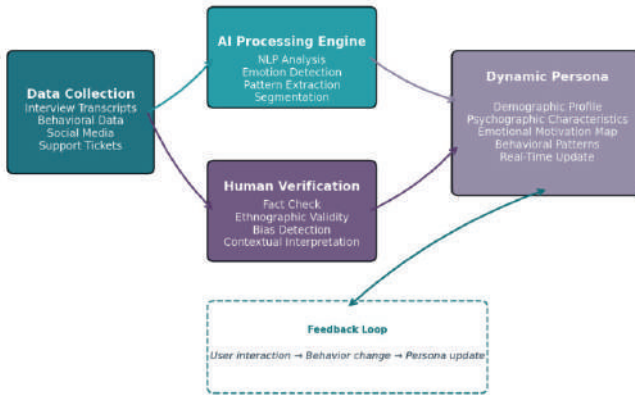 Data Collection
Interview Transcripts
Behavioral Data
Social Media
Support Tickets
AI Processing Engine
NLP Analysis
Emotion Detection
Pattern Extraction
Segmentation
Human Verification
Fact Check
Ethnographic Validity
Bias Detection
Contextual Interpretation
Dynamic Persona
Demographic Profile
Psychographic Characteristics
Emotional Motivation Map
Behavioral Patterns
Real-Time Update
Feedback Loop
User interaction → Behavior change → Persona update